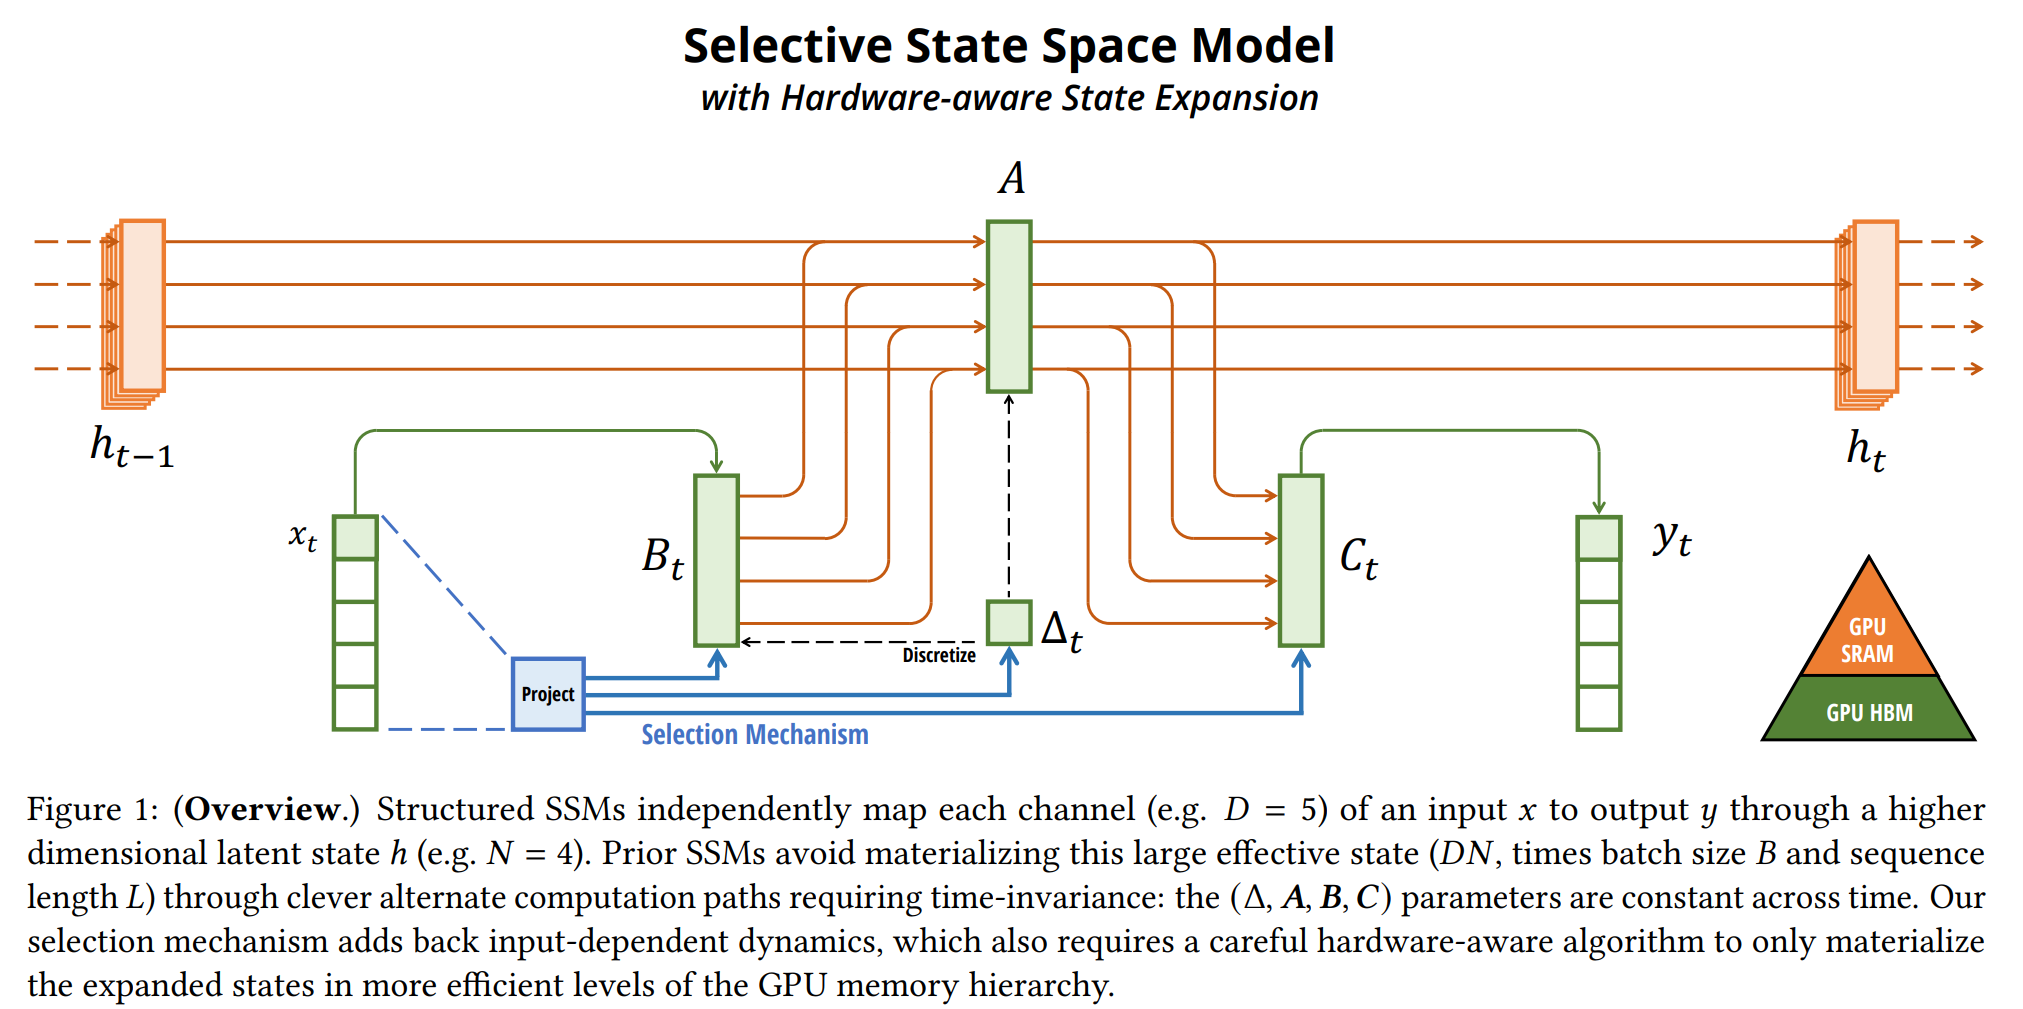 Selective State Space Model
with Hardware-aware State Expansion
A
h_{t−1}
h_t
x_t
B_t
C_t
y_t
Δ_t
Discretize
Project
Selection Mechanism
GPU
SRAM
GPU HBM
Figure 1: (Overview.) Structured SSMs independently map each channel (e.g. D = 5) of an input x to output y through a higher
dimensional latent state h (e.g. N = 4). Prior SSMs avoid materializing this large effective state (DN, times batch size B and sequence
length L) through clever alternate computation paths requiring time-invariance: the (Δ, A, B, C) parameters are constant across time. Our
selection mechanism adds back input-dependent dynamics, which also requires a careful hardware-aware algorithm to only materialize
the expanded states in more efficient levels of the GPU memory hierarchy.